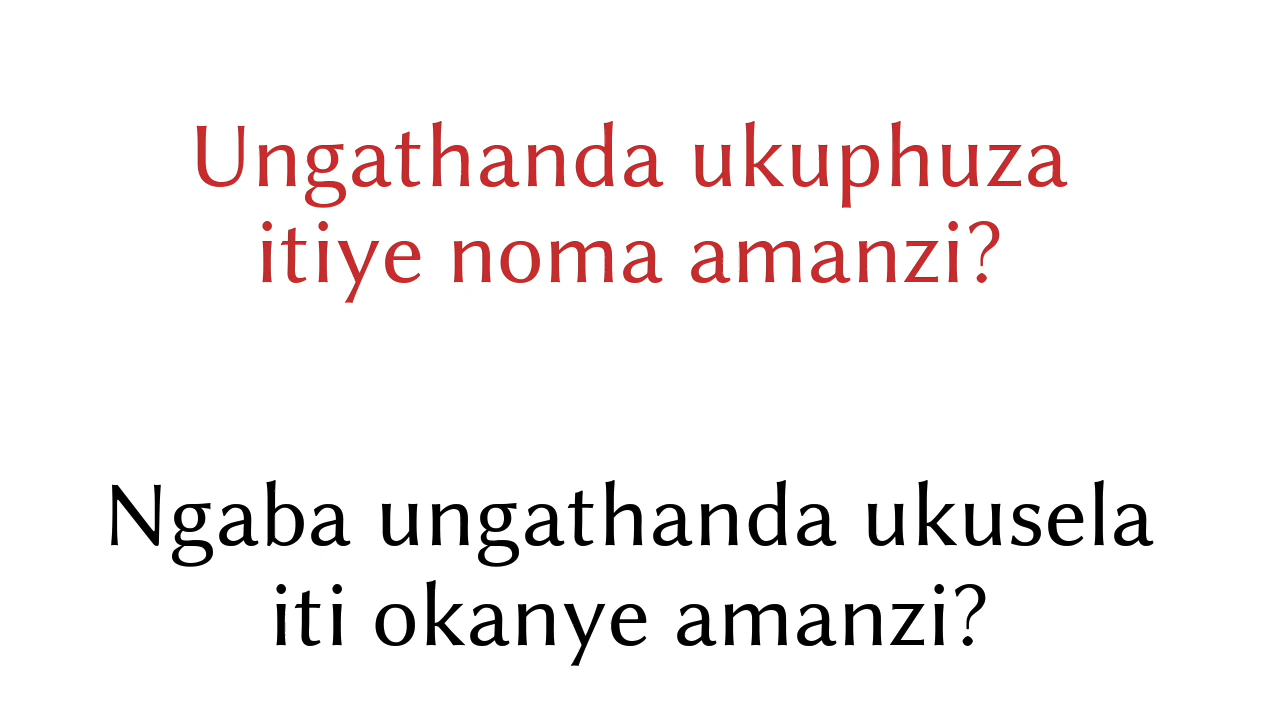 Ungathanda ukuphuza
itiye noma amanzi?
Ngaba ungathanda ukusela
iti okanye amanzi?